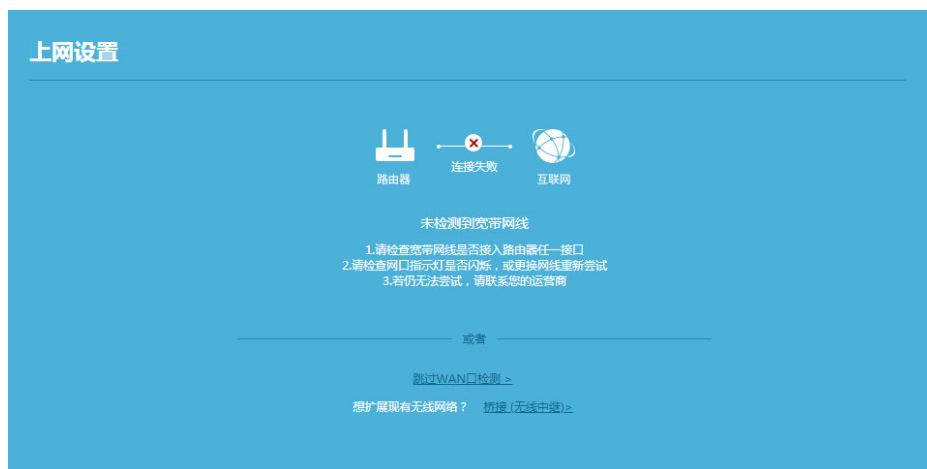 上网设置
连接失败
路由器
互联网
未检测到宽带网线
1.请检查宽带网线是否接入路由器任一接口
2.请检查网口指示灯是否闪烁，或更换网线重新尝试
3.若仍无法尝试，请联系您的运营商
或者
跳过WAN口检测 >
想扩展现有无线网络？ 桥接 (无线中继)>